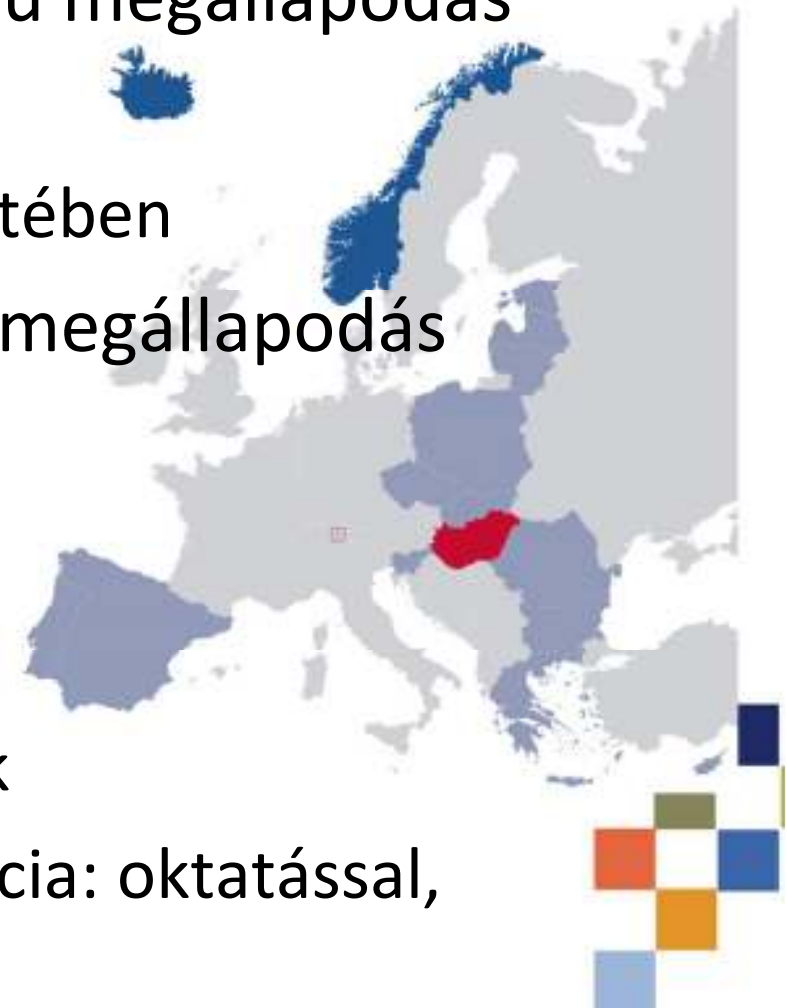 ú megállapodás
tében
megállapodás
k
cia: oktatással,